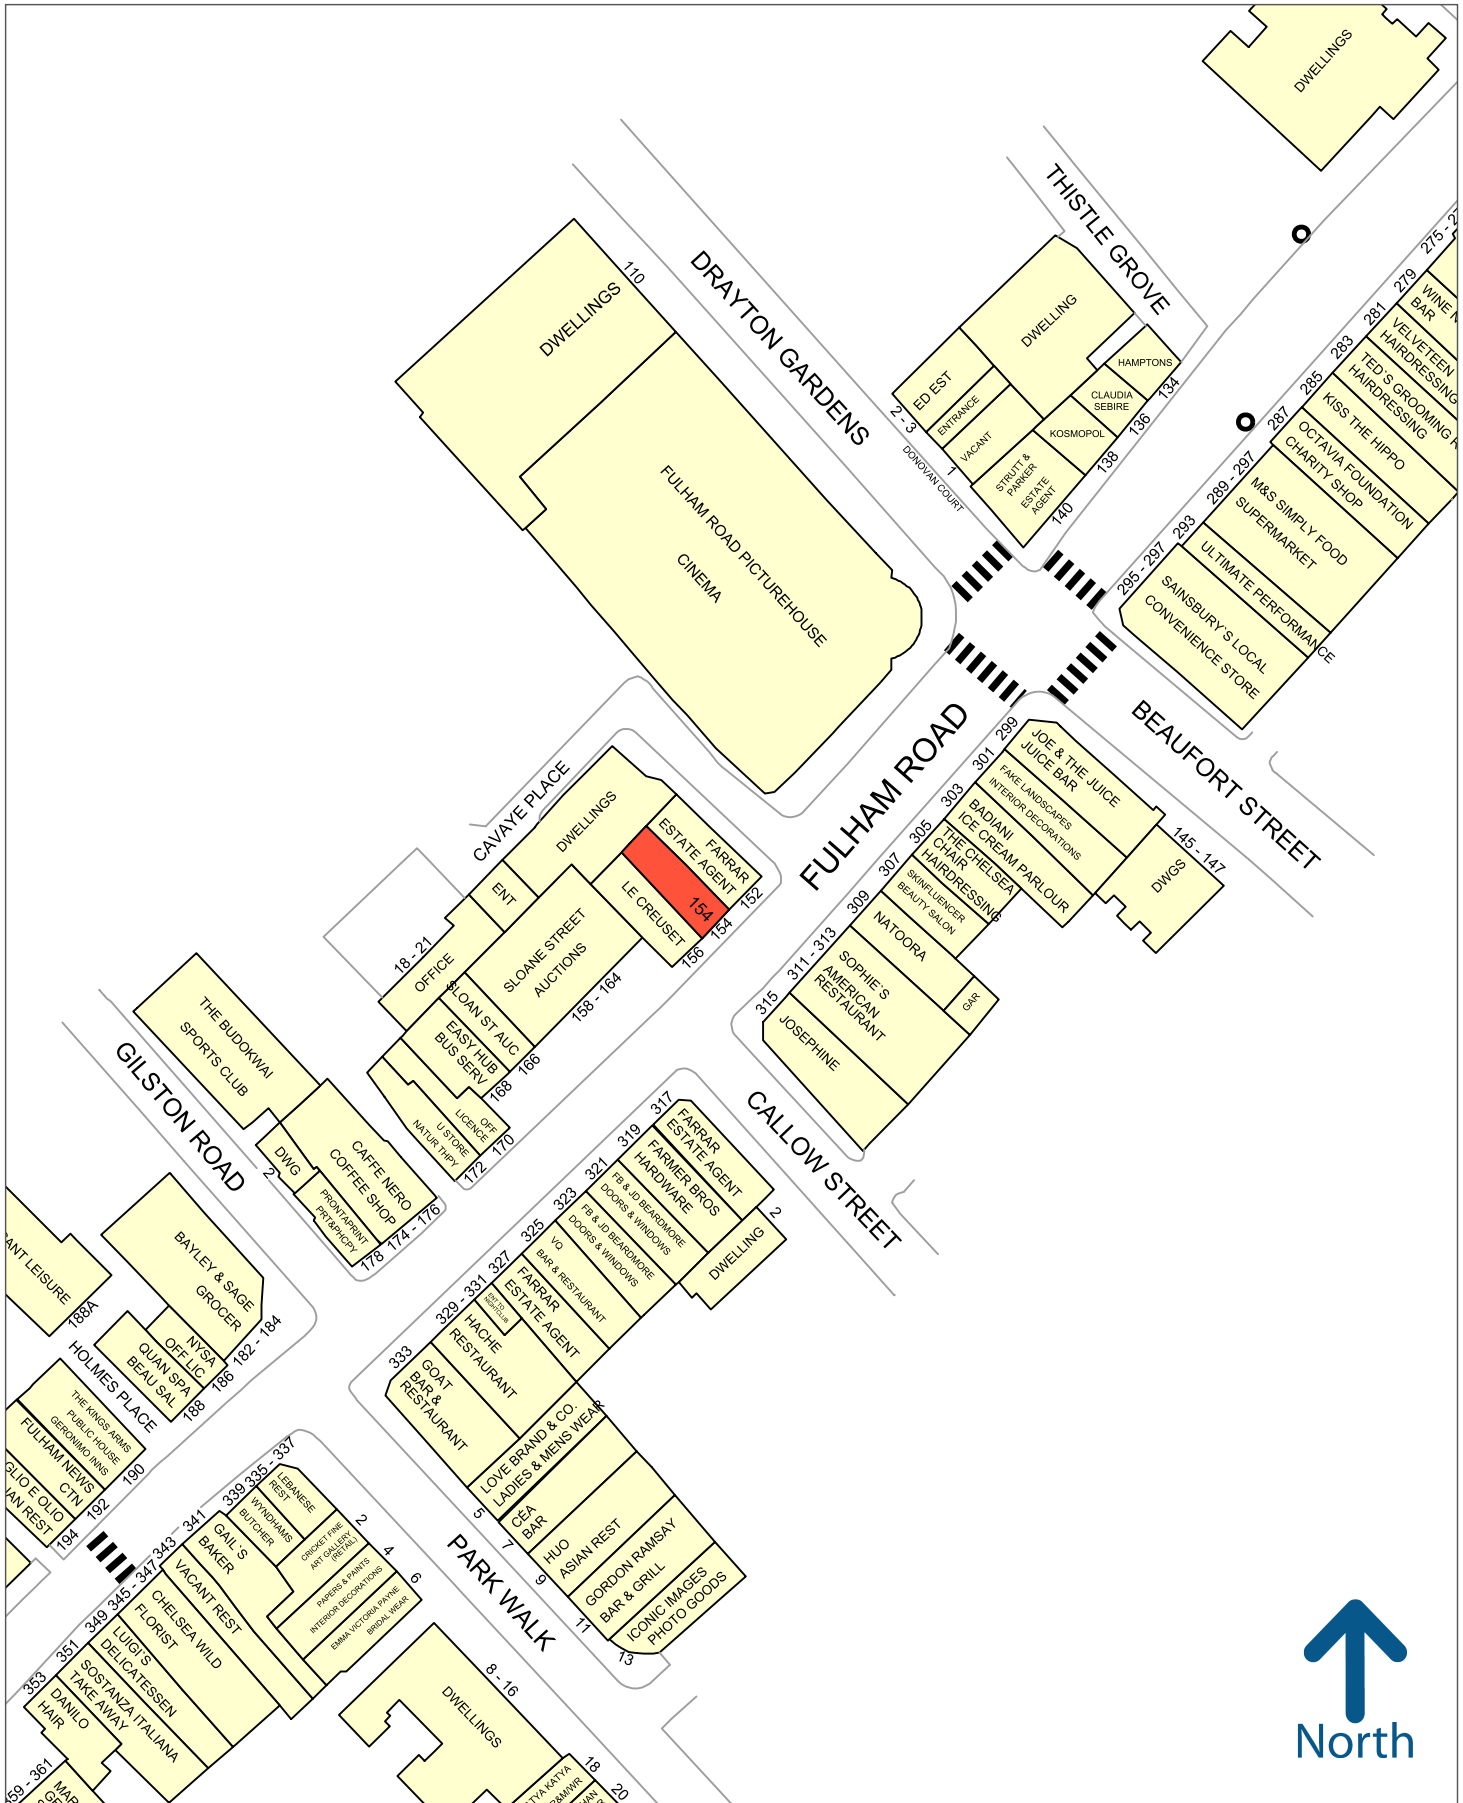 DWELLINGS
THISTLE GROVE
110
DWELLINGS
DRAYTON GARDENS
DWELLING
HAMPTONS
134
CLAUDIA
SEBIRE
136
KOSMOPOL
138
ED EST
2 - 3
ENTRANCE
VACANT
1
DONOVAN COURT
STRUTT &
PARKER
ESTATE
AGENT
140
279
WINE
BAR
281
VELVETEEN
HAIRDRESSING
283
TED'S GROOMING
HAIRDRESSING
285
KISS THE HIPPO
287
OCTAVIA FOUNDATION
CHARITY SHOP
289 - 297
M&S SIMPLY FOOD
SUPERMARKET
293
ULTIMATE PERFORMANCE
295 - 297
SAINSBURY'S LOCAL
CONVENIENCE STORE
FULHAM ROAD PICTUREHOUSE
CINEMA
FULHAM ROAD
BEAUFORT STREET
299
JOE & THE JUICE
JUICE BAR
301
FAKE LANDSCAPES
INTERIOR DECORATIONS
303
BADIANI
ICE CREAM PARLOUR
305
THE CHELSEA
CHAIR
HAIRDRESSING
307
SKINFLUENCER
BEAUTY SALON
309
NATOORA
GAR
311 - 313
SOPHIE'S
AMERICAN
RESTAURANT
315
JOSEPHINE
145 - 147
DWGS
CAVAYE PLACE
DWELLINGS
FARRAR
ESTATE AGENT
152
154
154
LE CREUSET
156
ENT
SLOANE STREET
AUCTIONS
158 - 164
18 - 21
OFFICE
SLOAN ST AUC
166
EASY HUB
BUS SERV
168
OFF
LICENCE
170
U STORE
NATUR THPY
172
THE BUDOKWAI
SPORTS CLUB
GILSTON ROAD
2
DWG
CAFFE NERO
COFFEE SHOP
174 - 176
PRONTAPRINT
PRT&PHCPY
178
CALLOW STREET
317
FARRAR
ESTATE AGENT
319
FARMER BROS
HARDWARE
2
DWELLING
321
FB & JD BEARDMORE
DOORS & WINDOWS
323
FB & JD BEARDMORE
DOORS & WINDOWS
325
VQ
BAR & RESTAURANT
327
FARRAR
ESTATE AGENT
329 - 331
ENT TO
NIGHTCLUB
HACHE
RESTAURANT
333
GOAT
BAR &
RESTAURANT
BAYLEY & SAGE
GROCER
182 - 184
NYSA
OFF LIC
186
QUAN SPA
BEAU SAL
188
LEISURE
188A
HOLMES PLACE
THE KINGS ARMS
PUBLIC HOUSE
GERONIMO INNS
190
FULHAM NEWS
CTN
192
E OLIO
REST
194
LOVE BRAND & CO.
LADIES & MENS WEAR
5
CÉA
BAR
7
HUO
ASIAN REST
9
GORDON RAMSAY
BAR & GRILL
11
ICONIC IMAGES
PHOTO GOODS
13
PARK WALK
335 - 337
LEBANESE
REST
339
WYNDHAMS
BUTCHER
341
GAIL'S
BAKER
343
VACANT REST
345 - 347
CHELSEA WILD
FLORIST
349
LUIGI'S
DELICATESSEN
351
SOSTANZA ITALIANA
TAKE AWAY
353
DANILO
HAIR
2
CRICKET FINE
ART GALLERY
(RETAIL)
4
PAPERS & PAINTS
INTERIOR DECORATIONS
6
EMMA VICTORIA PAYNE
BRIDAL WEAR
8 - 16
DWELLINGS
18
KATYA
20
North